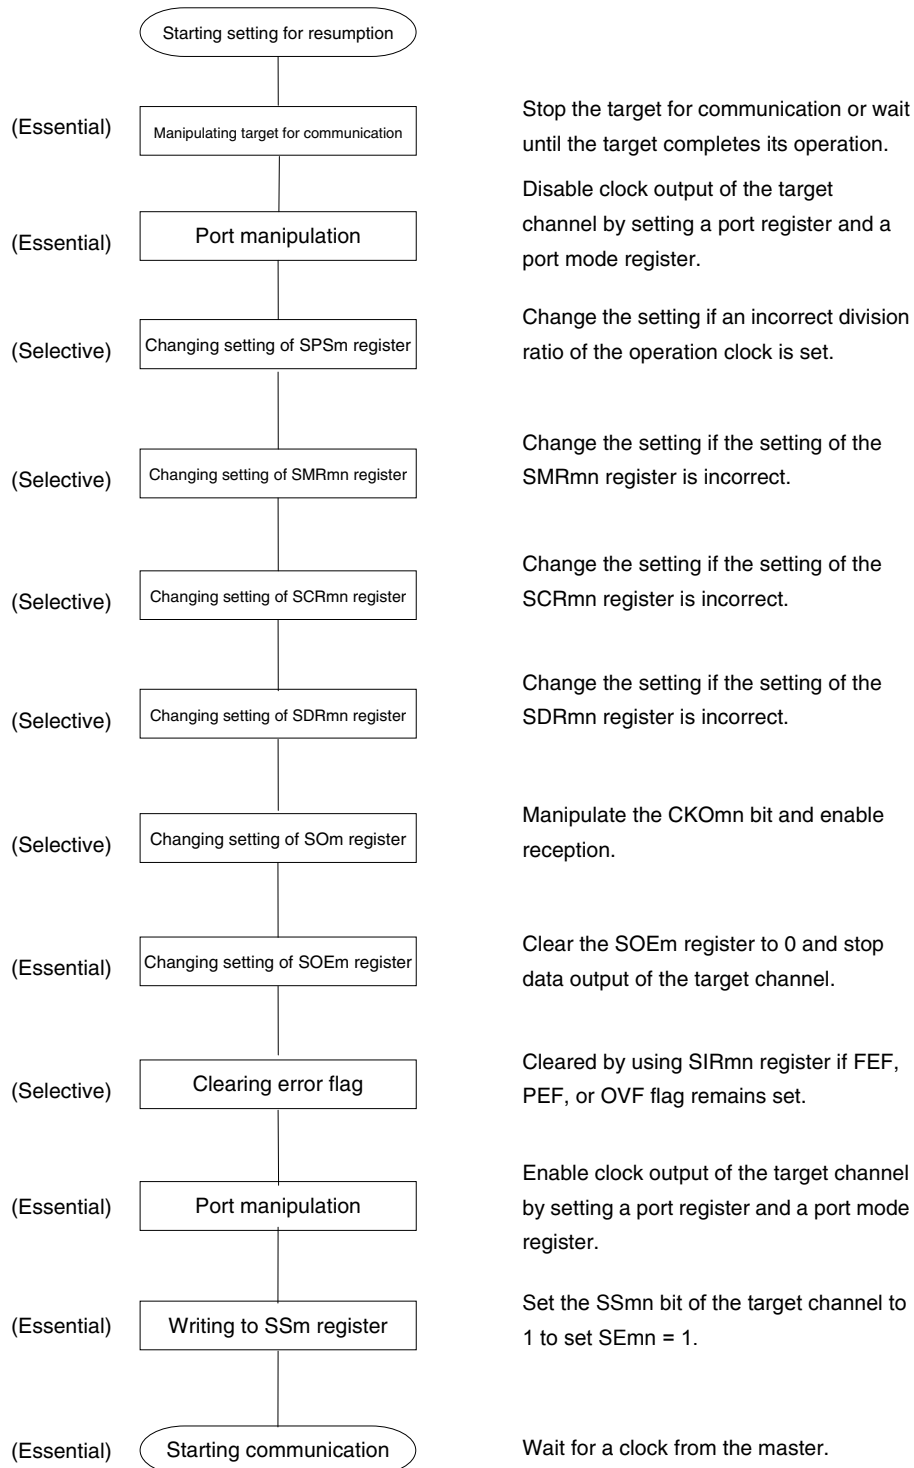 Starting setting for resumption
(Essential)
Manipulating target for communication
Stop the target for communication or wait
until the target completes its operation.
(Essential)
Port manipulation
Disable clock output of the target
channel by setting a port register and a
port mode register.
(Selective)
Changing setting of SPSm register
Change the setting if an incorrect division
ratio of the operation clock is set.
(Selective)
Changing setting of SMRmn register
Change the setting if the setting of the
SMRmn register is incorrect.
(Selective)
Changing setting of SCRmn register
Change the setting if the setting of the
SCRmn register is incorrect.
(Selective)
Changing setting of SDRmn register
Change the setting if the setting of the
SDRmn register is incorrect.
(Selective)
Changing setting of SOm register
Manipulate the CKOmn bit and enable
reception.
(Essential)
Changing setting of SOEm register
Clear the SOEm register to 0 and stop
data output of the target channel.
(Selective)
Clearing error flag
Cleared by using SIRmn register if FEF,
PEF, or OVF flag remains set.
(Essential)
Port manipulation
Enable clock output of the target channel
by setting a port register and a port mode
register.
(Essential)
Writing to SSm register
Set the SSmn bit of the target channel to
1 to set SEmn = 1.
(Essential)
Starting communication
Wait for a clock from the master.